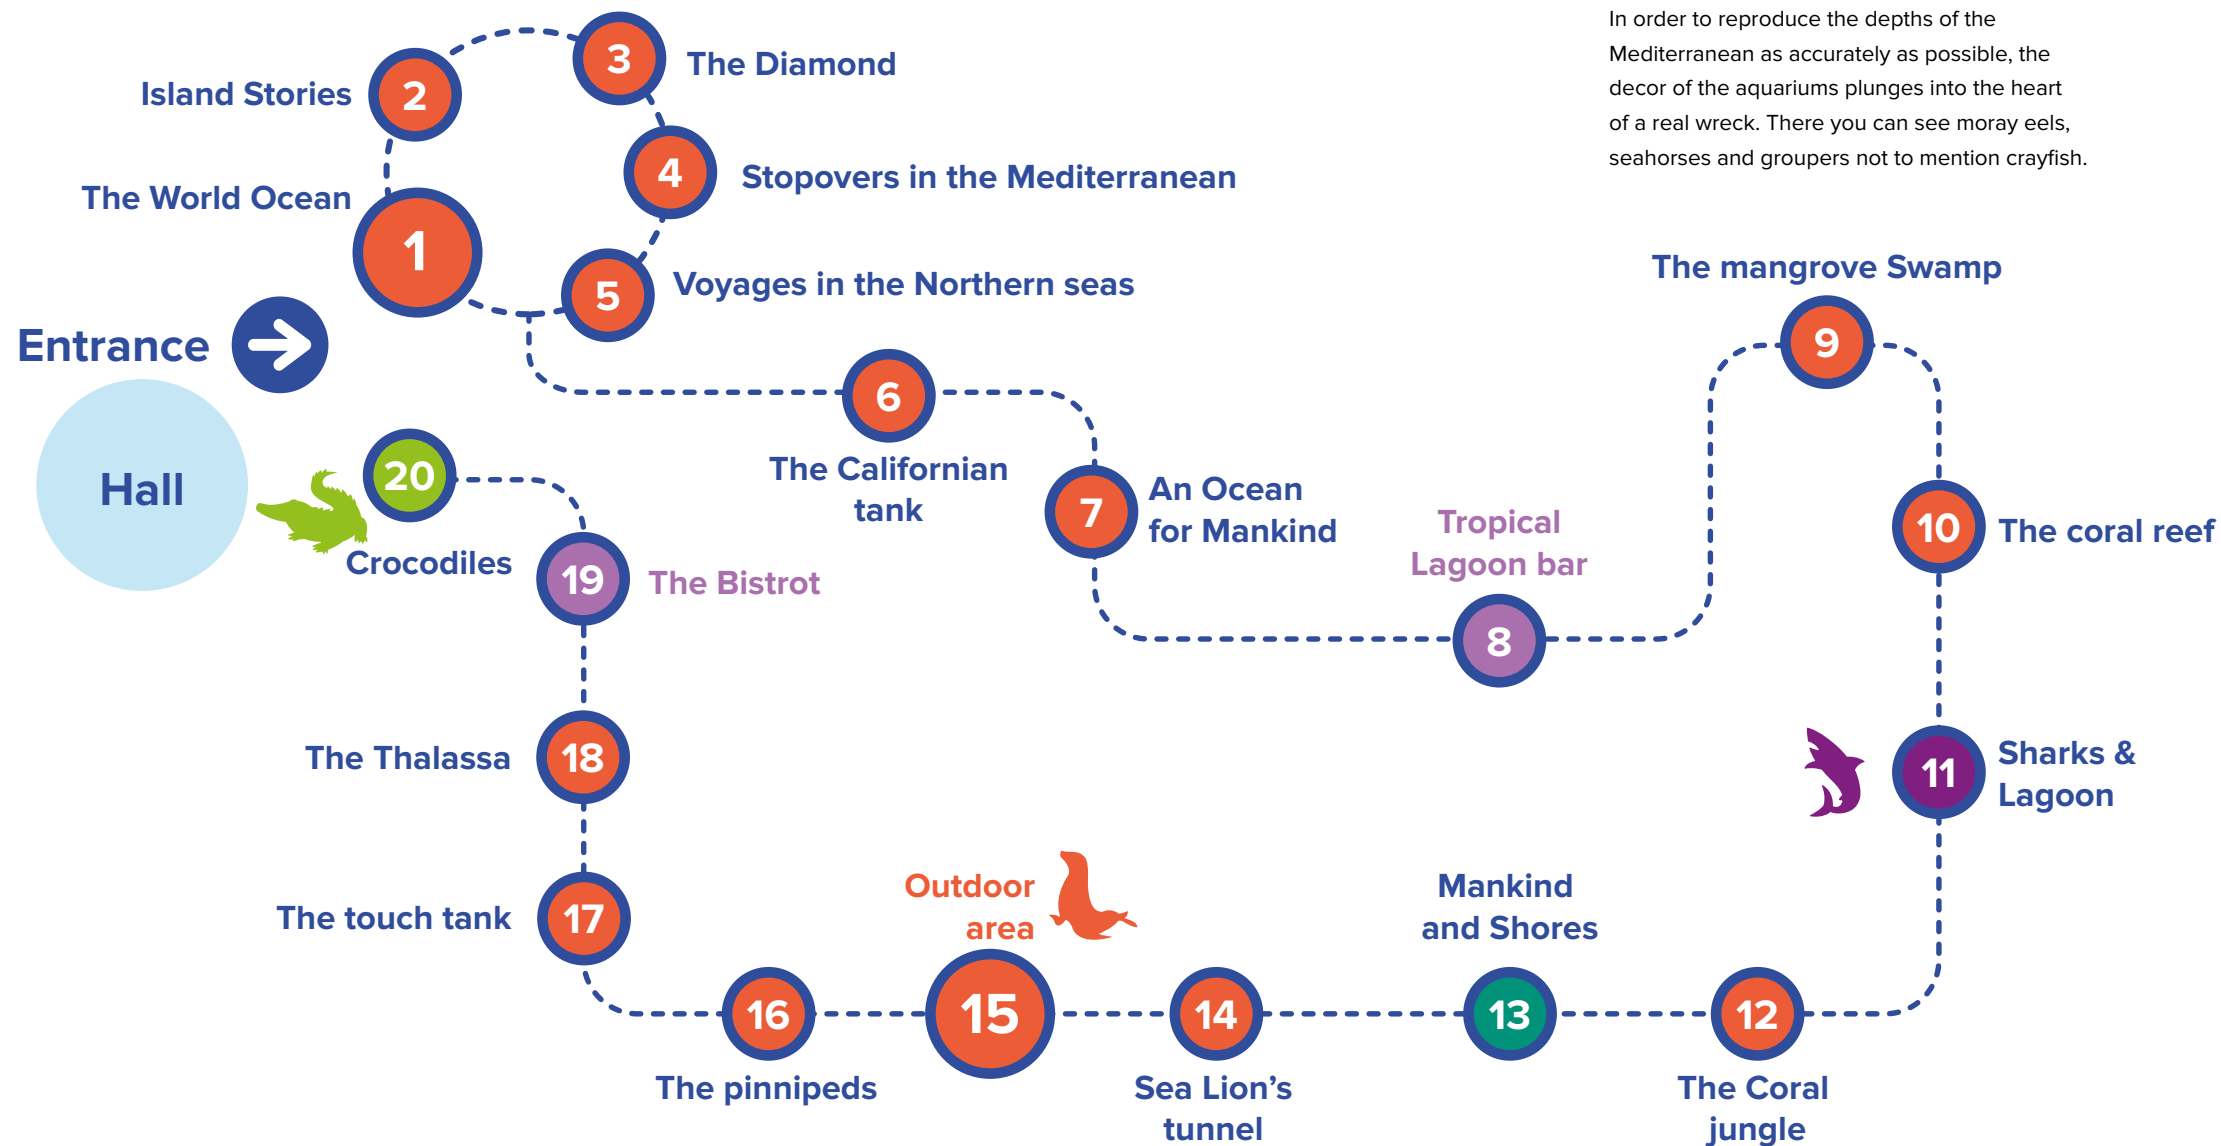 In order to reproduce the depths of the
Mediterranean as accurately as possible, the
decor of the aquariums plunges into the heart
of a real wreck. There you can see moray eels,
seahorses and groupers not to mention crayfish.
3
The Diamond
Island Stories
2
4
Stopovers in the Mediterranean
The World Ocean
1
5
Voyages in the Northern seas
Entrance
Hall
6
The Californian
tank
7
An Ocean
for Mankind
Tropical
Lagoon bar
8
The mangrove Swamp
9
10
The coral reef
11
Sharks &
Lagoon
12
The Coral
jungle
Mankind
and Shores
13
14
Sea Lion’s
tunnel
Outdoor
area
15
16
The pinnipeds
The touch tank
17
The Thalassa
18
19
The Bistrot
20
Crocodiles